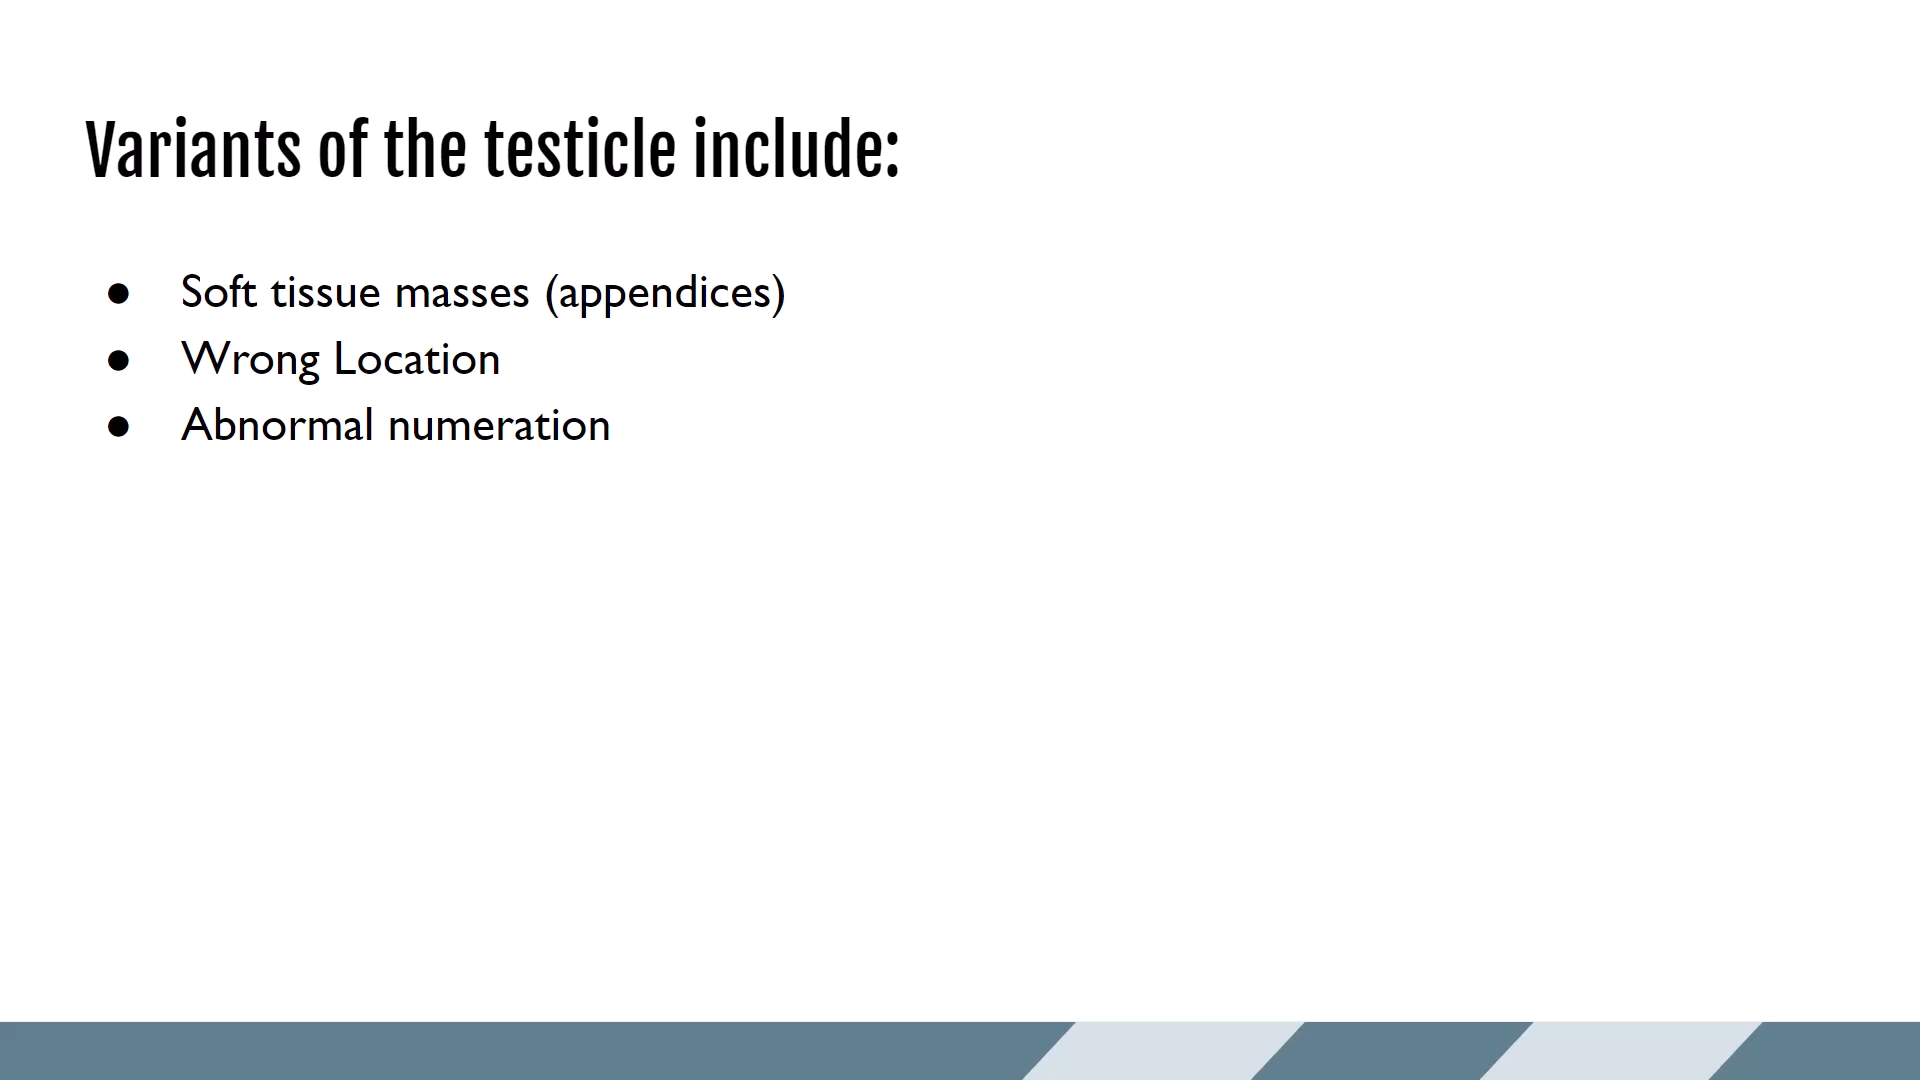 Variants of the testicle include:
● Soft tissue masses (appendices)
● Wrong Location
● Abnormal numeration